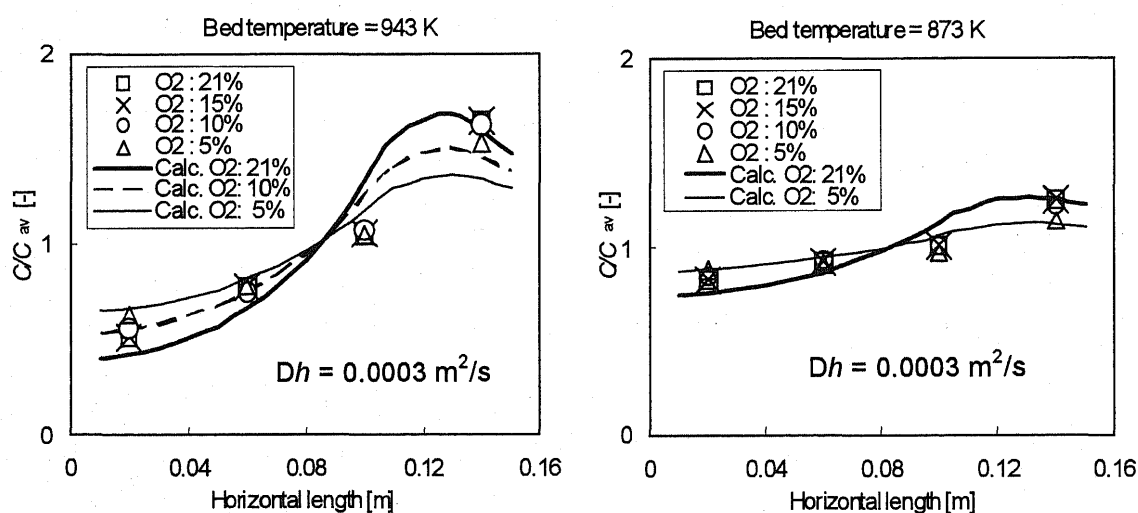 Bed temperature = 943 K
2
O2 : 21%
O2 : 15%
O2 : 10%
O2 : 5%
Calc. O2: 21%
Calc. O2: 10%
Calc. O2: 5%
C/C av [-]
1
Dh = 0.0003 m²/s
0
0 0.04 0.08 0.12 0.16
Horizontal length [m]
Bed temperature = 873 K
2
O2 : 21%
O2 : 15%
O2 : 10%
O2 : 5%
Calc. O2: 21%
Calc. O2: 5%
C/C av [-]
1
Dh = 0.0003 m²/s
0
0 0.04 0.08 0.12 0.16
Horizontal length [m]